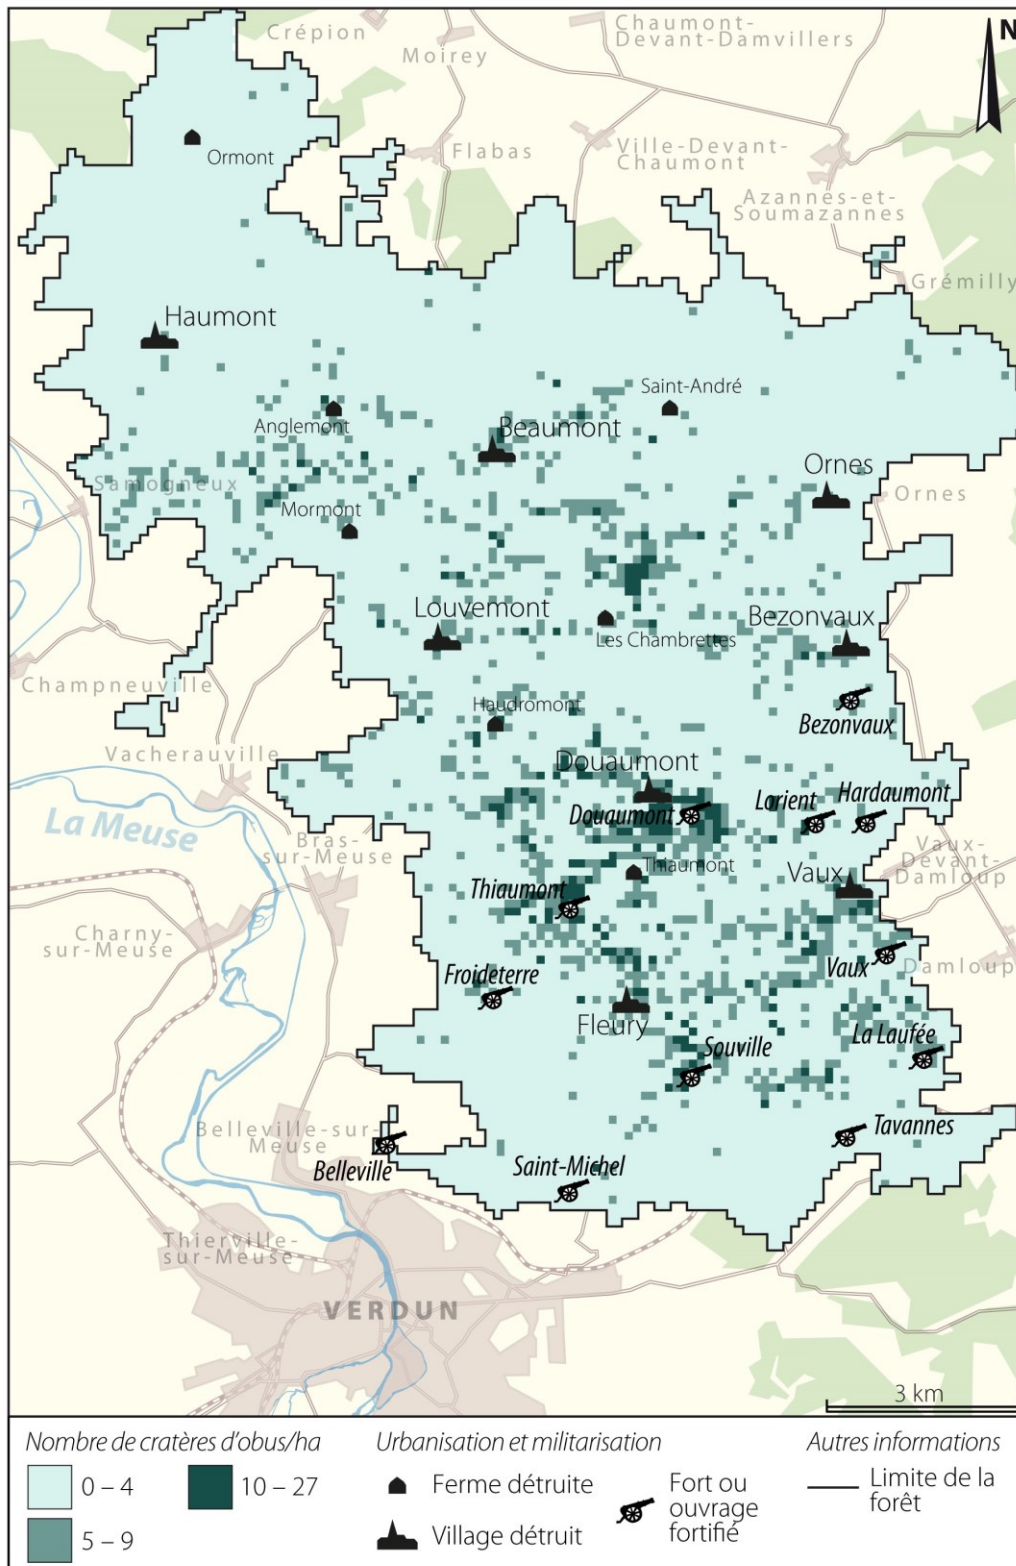 Crépion
Moirey
Chaumont-
Devant-Damvillers
N
Ormont
Flabas
Ville-Devant-
Chaumont
Azannes-et-
Soumazannes
Grémilly
Haumont
Saint-André
Anglemont
Beaumont
Ornes
Samogneux
Ornes
Mormont
Louvemont
Bezonvaux
Les Chambrettes
Champneuville
Haudromont
Bezonvaux
Vacherauville
Douaumont
La Meuse
Douaumont
Lorient
Hardaumont
Bras-
sur-Meuse
Thiaumont
Vaux
Vaux-
Devant-
Damloup
Thiaumont
Charny-
sur-Meuse
Vaux
Damloup
Froideterre
Fleury
Souville
La Laufée
Belleville-sur-
Meuse
Tavannes
Belleville
Saint-Michel
Thierville-
sur-Meuse
VERDUN
3 km
Nombre de cratères d'obus/ha
0 – 4
10 – 27
5 – 9
Urbanisation et militarisation
Ferme détruite
Village détruit
Fort ou
ouvrage
fortifié
Autres informations
Limite de la
forêt